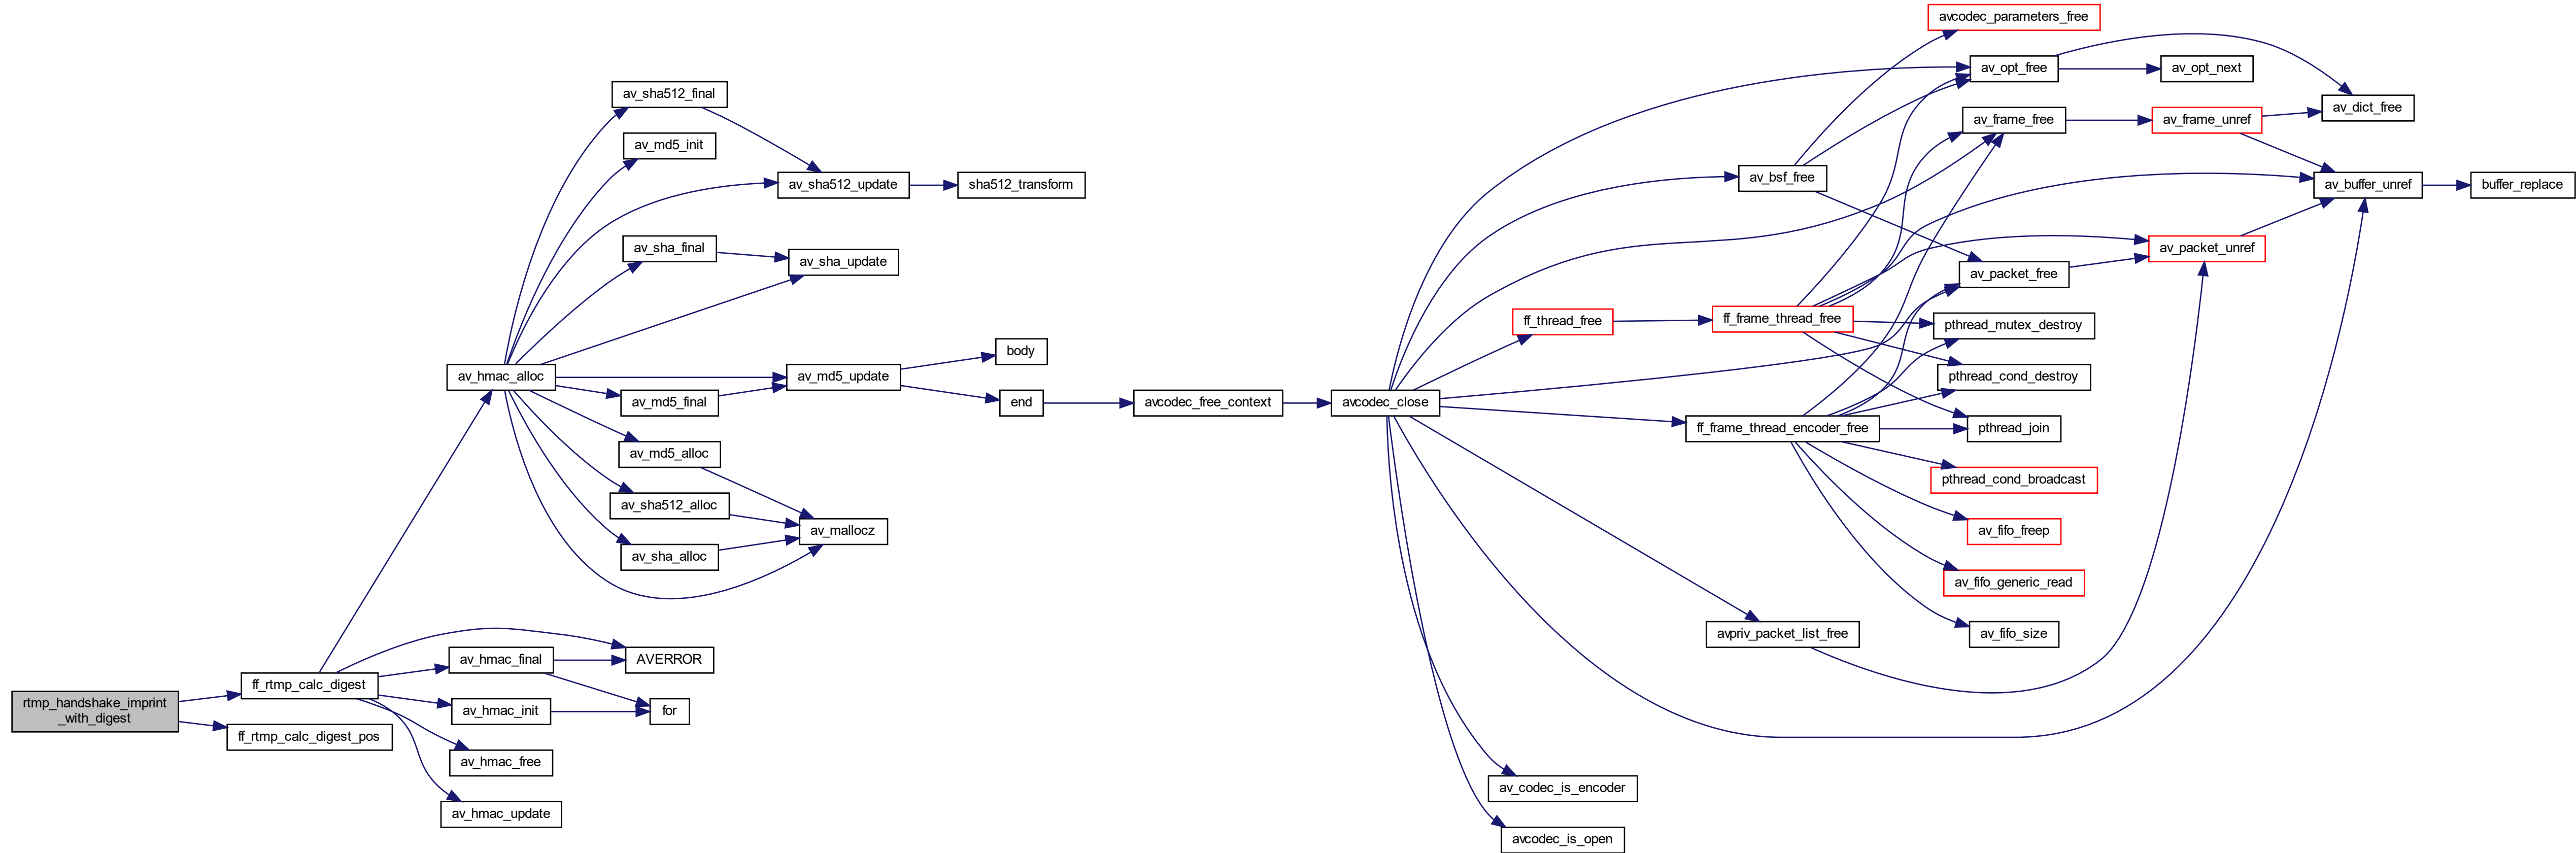 rtmp_handshake_imprint
_with_digest
ff_rtmp_calc_digest
ff_rtmp_calc_digest_pos
av_hmac_alloc
av_hmac_final
av_hmac_init
av_hmac_free
av_hmac_update
av_sha512_final
av_md5_init
av_sha_final
av_md5_final
av_md5_alloc
av_sha512_alloc
av_sha_alloc
AVERROR
for
av_sha512_update
av_sha_update
av_md5_update
av_mallocz
sha512_transform
body
end
avcodec_free_context
avcodec_close
ff_thread_free
av_codec_is_encoder
avcodec_is_open
av_bsf_free
ff_frame_thread_free
ff_frame_thread_encoder_free
avpriv_packet_list_free
avcodec_parameters_free
av_opt_free
av_frame_free
av_packet_free
pthread_mutex_destroy
pthread_cond_destroy
pthread_join
pthread_cond_broadcast
av_fifo_freep
av_fifo_generic_read
av_fifo_size
av_opt_next
av_frame_unref
av_packet_unref
av_dict_free
av_buffer_unref
buffer_replace